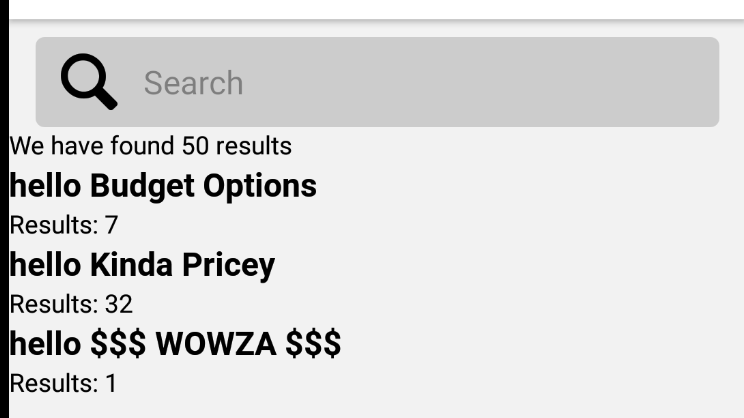 Search
We have found 50 results
hello Budget Options
Results: 7
hello Kinda Pricey
Results: 32
hello $$$ WOWZA $$$
Results: 1